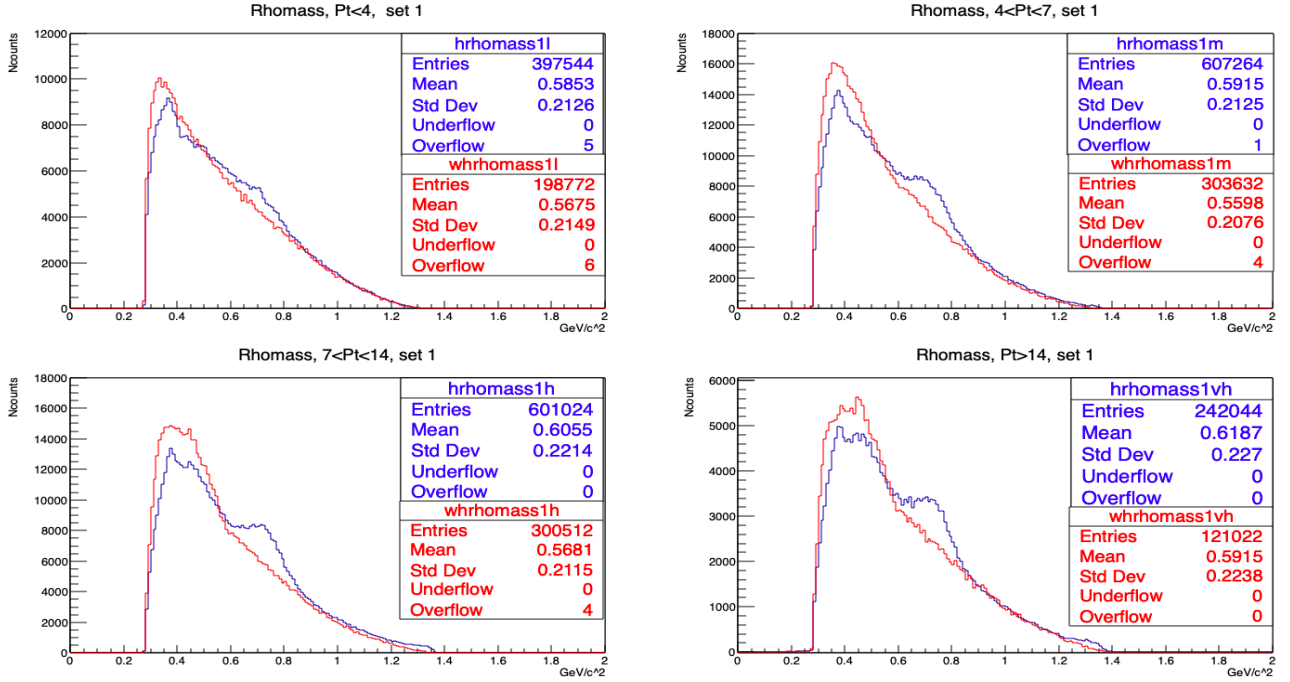 Rhomass, Pt<4, set 1
Ncounts
12000
10000
8000
6000
4000
2000
0
0 0.2 0.4 0.6 0.8 1 1.2 1.4 1.6 1.8 2
GeV/c^2
hrhomass1l
Entries 397544
Mean 0.5853
Std Dev 0.2126
Underflow 0
Overflow 5
whrhomass1l
Entries 198772
Mean 0.5675
Std Dev 0.2149
Underflow 0
Overflow 6
Rhomass, 4<Pt<7, set 1
Ncounts
18000
16000
14000
12000
10000
8000
6000
4000
2000
0
0 0.2 0.4 0.6 0.8 1 1.2 1.4 1.6 1.8 2
GeV/c^2
hrhomass1m
Entries 607264
Mean 0.5915
Std Dev 0.2125
Underflow 0
Overflow 1
whrhomass1m
Entries 303632
Mean 0.5598
Std Dev 0.2076
Underflow 0
Overflow 4
Rhomass, 7<Pt<14, set 1
Ncounts
18000
16000
14000
12000
10000
8000
6000
4000
2000
0
0 0.2 0.4 0.6 0.8 1 1.2 1.4 1.6 1.8 2
GeV/c^2
hrhomass1h
Entries 601024
Mean 0.6055
Std Dev 0.2214
Underflow 0
Overflow 0
whrhomass1h
Entries 300512
Mean 0.5681
Std Dev 0.2115
Underflow 0
Overflow 4
Rhomass, Pt>14, set 1
Ncounts
6000
5000
4000
3000
2000
1000
0
0 0.2 0.4 0.6 0.8 1 1.2 1.4 1.6 1.8 2
GeV/c^2
hrhomass1vh
Entries 242044
Mean 0.6187
Std Dev 0.227
Underflow 0
Overflow 0
whrhomass1vh
Entries 121022
Mean 0.5915
Std Dev 0.2238
Underflow 0
Overflow 0